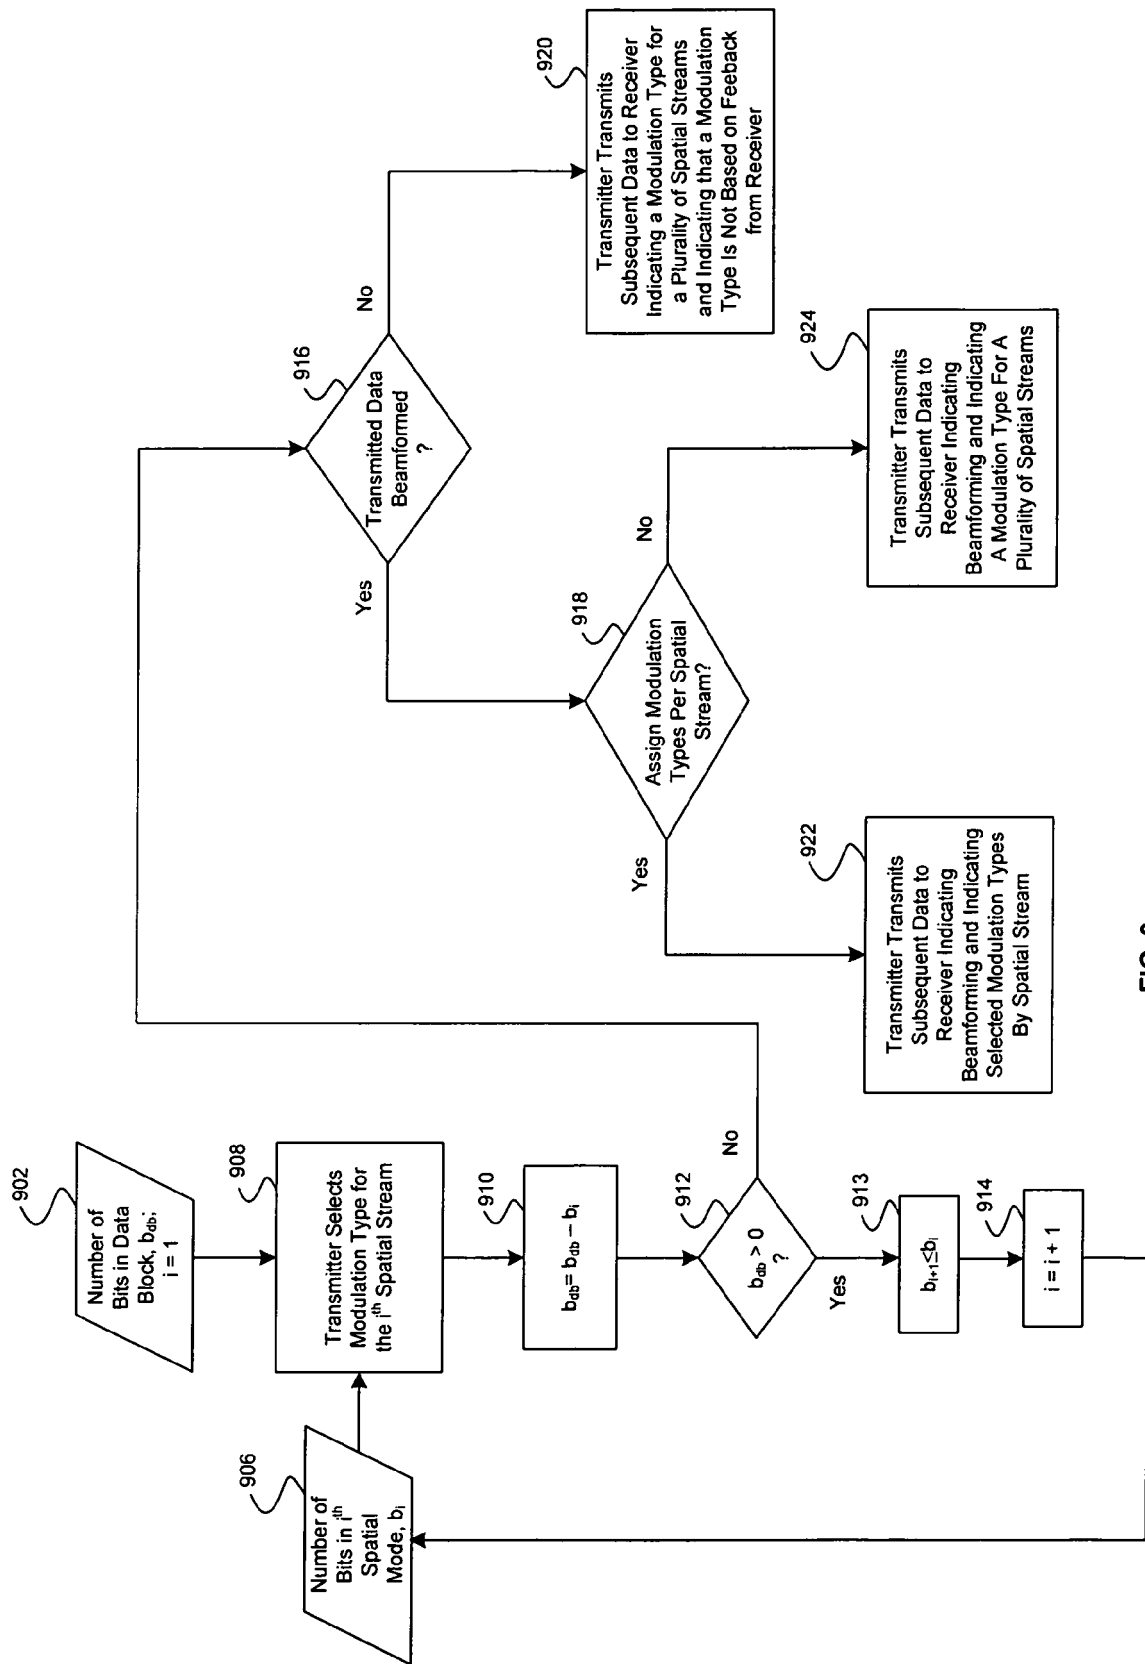 902
Number of
Bits in Data
Block, b_db;
i = 1
906
Number of
Bits in i^th
Spatial
Mode, b_i
908
Transmitter Selects
Modulation Type for
the i^th Spatial Stream
910
b_db= b_db – b_i
912
b_db > 0
?
No
Yes
913
b_i+1≤b_i
914
i = i + 1
916
Transmitted Data
Beamformed
?
Yes
No
918
Assign Modulation
Types Per Spatial
Stream?
Yes
No
920
Transmitter Transmits
Subsequent Data to Receiver
Indicating a Modulation Type for
a Plurality of Spatial Streams
and Indicating that a Modulation
Type Is Not Based on Feeback
from Receiver
922
Transmitter Transmits
Subsequent Data to
Receiver Indicating
Beamforming and Indicating
Selected Modulation Types
By Spatial Stream
924
Transmitter Transmits
Subsequent Data to
Receiver Indicating
Beamforming and Indicating
A Modulation Type For A
Plurality of Spatial Streams
FIG.